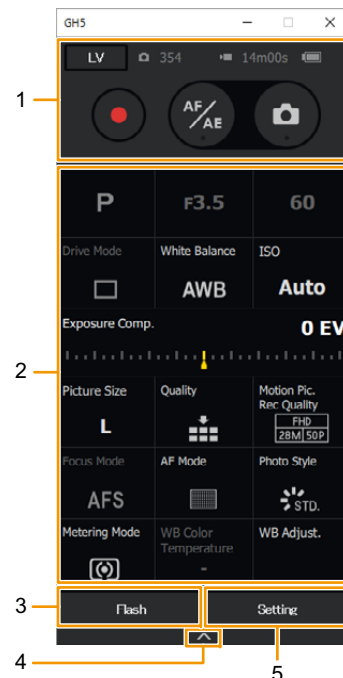 GH5
LV 354 14m00s
1
AF/AE
P F3.5 60
Drive Mode White Balance ISO
AWB Auto
Exposure Comp. 0 EV
2
Picture Size Quality Motion Pic.
Rec Quality
L FHD
28M 50P
Focus Mode AF Mode Photo Style
AFS STD.
Metering Mode WB Color
Temperature WB Adjust.
-
3 Flash Setting
4
5